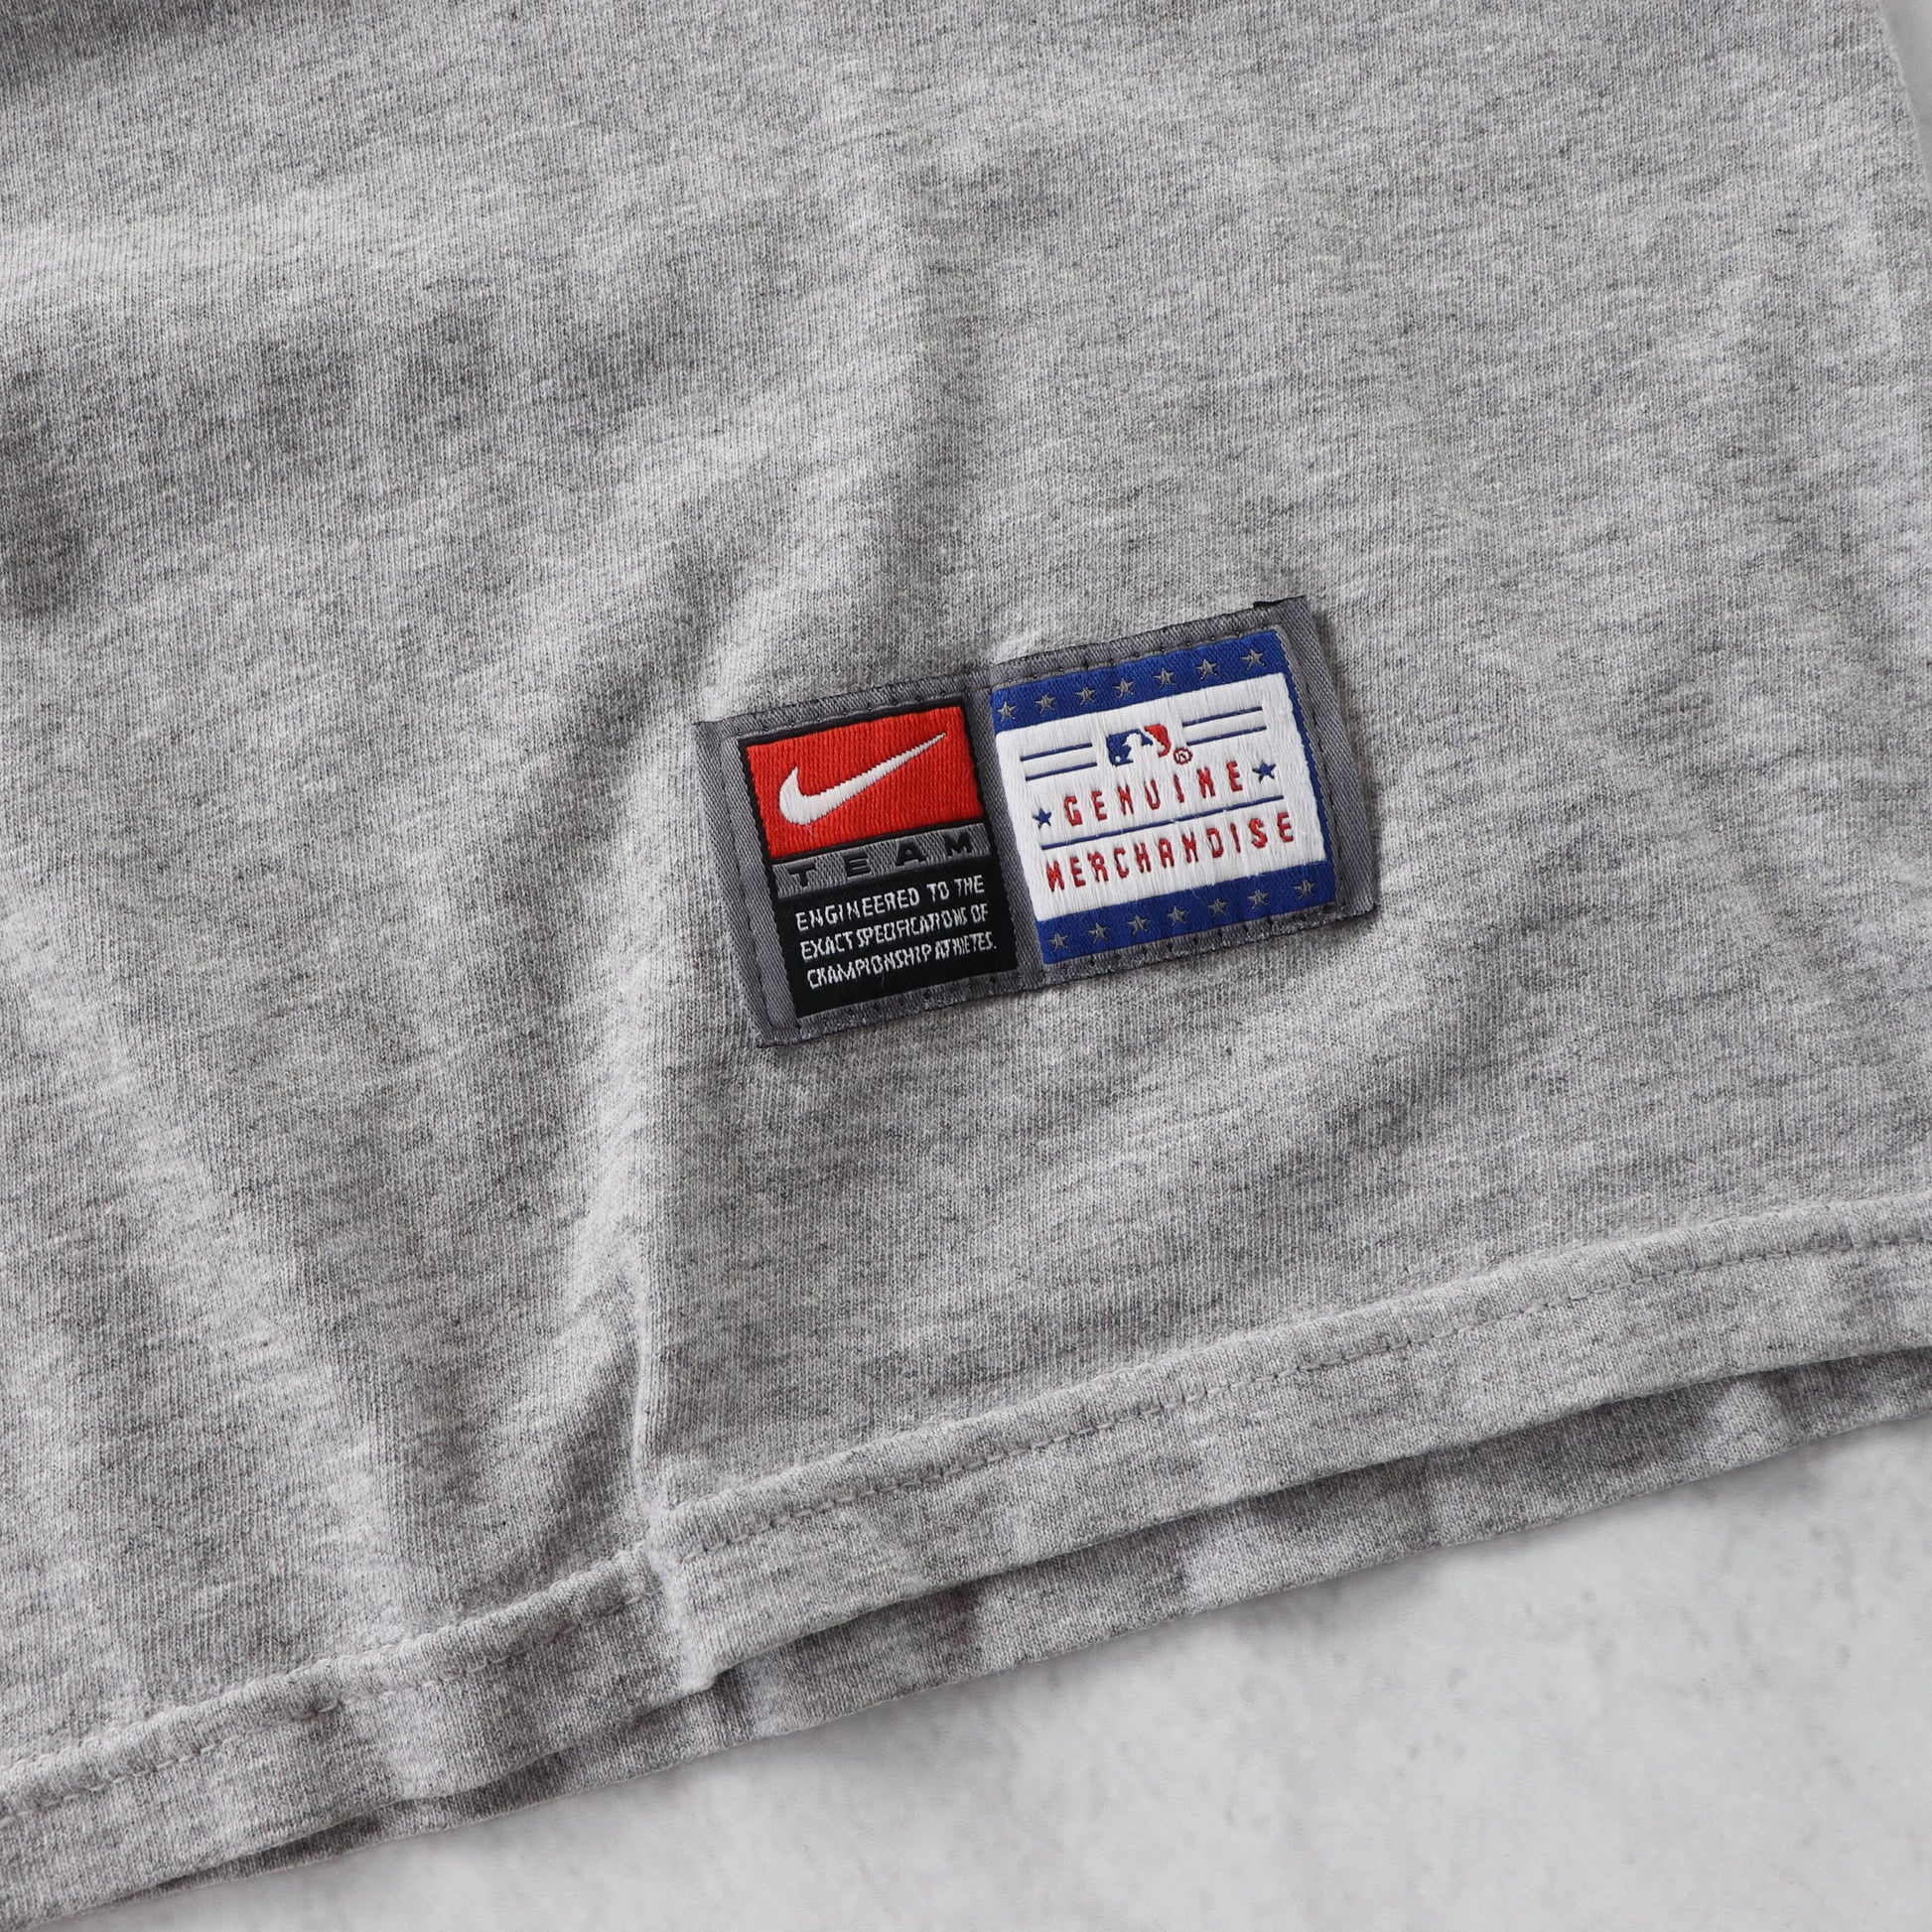 TEAM
ENGINEERED TO THE
EXACT SPECIFICATIONS OF
CHAMPIONSHIP ATHLETES.
®
GENUINE
MERCHANDISE